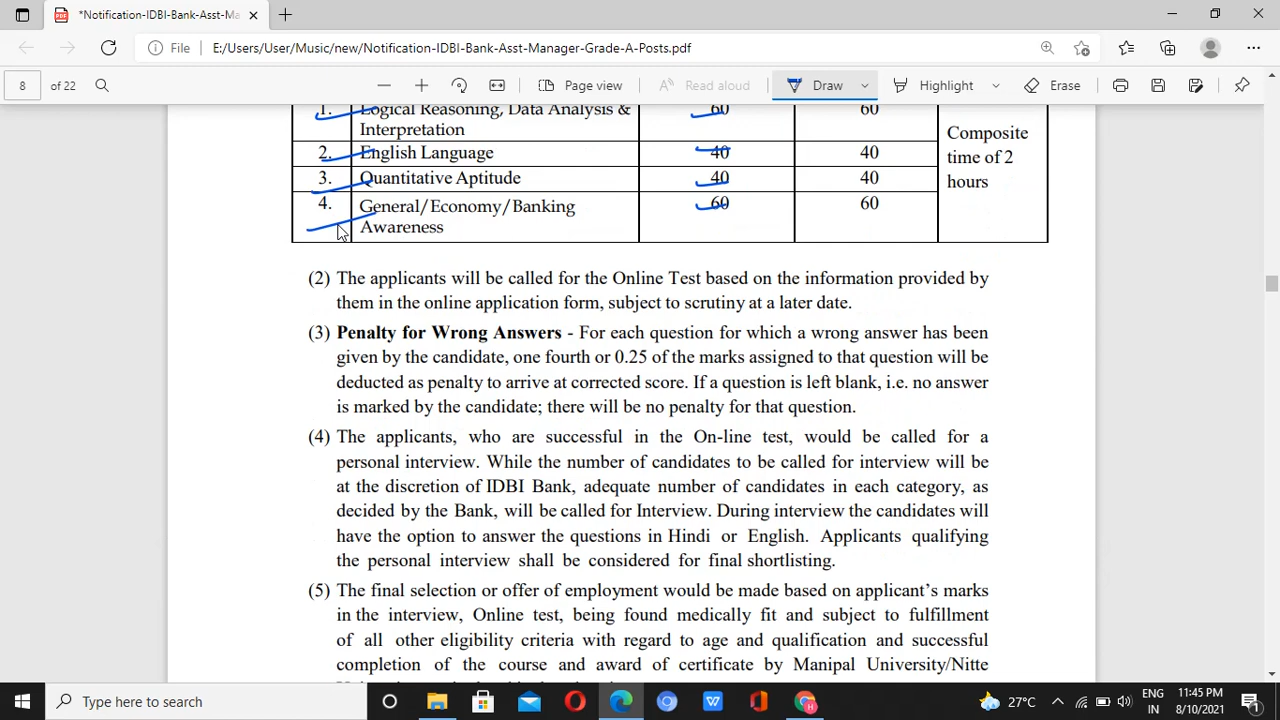 *Notification-IDBI-Bank-Asst-Ma
File E:/Users/User/Music/new/Notification-IDBI-Bank-Asst-Manager-Grade-A-Posts.pdf
8 of 22 Page view Read aloud Draw Highlight Erase
1. Logical Reasoning, Data Analysis & 60 60
Interpretation
Composite
2. English Language 40 40
time of 2
3. Quantitative Aptitude 40 40
hours
4. General/Economy/Banking 60 60
Awareness
(2) The applicants will be called for the Online Test based on the information provided by
them in the online application form, subject to scrutiny at a later date.
(3) Penalty for Wrong Answers - For each question for which a wrong answer has been
given by the candidate, one fourth or 0.25 of the marks assigned to that question will be
deducted as penalty to arrive at corrected score. If a question is left blank, i.e. no answer
is marked by the candidate; there will be no penalty for that question.
(4) The applicants, who are successful in the On-line test, would be called for a
personal interview. While the number of candidates to be called for interview will be
at the discretion of IDBI Bank, adequate number of candidates in each category, as
decided by the Bank, will be called for Interview. During interview the candidates will
have the option to answer the questions in Hindi or English. Applicants qualifying
the personal interview shall be considered for final shortlisting.
(5) The final selection or offer of employment would be made based on applicant's marks
in the interview, Online test, being found medically fit and subject to fulfillment
of all other eligibility criteria with regard to age and qualification and successful
completion of the course and award of certificate by Manipal University/Nitte
Type here to search
27°C
ENG
IN
11:45 PM
8/10/2021